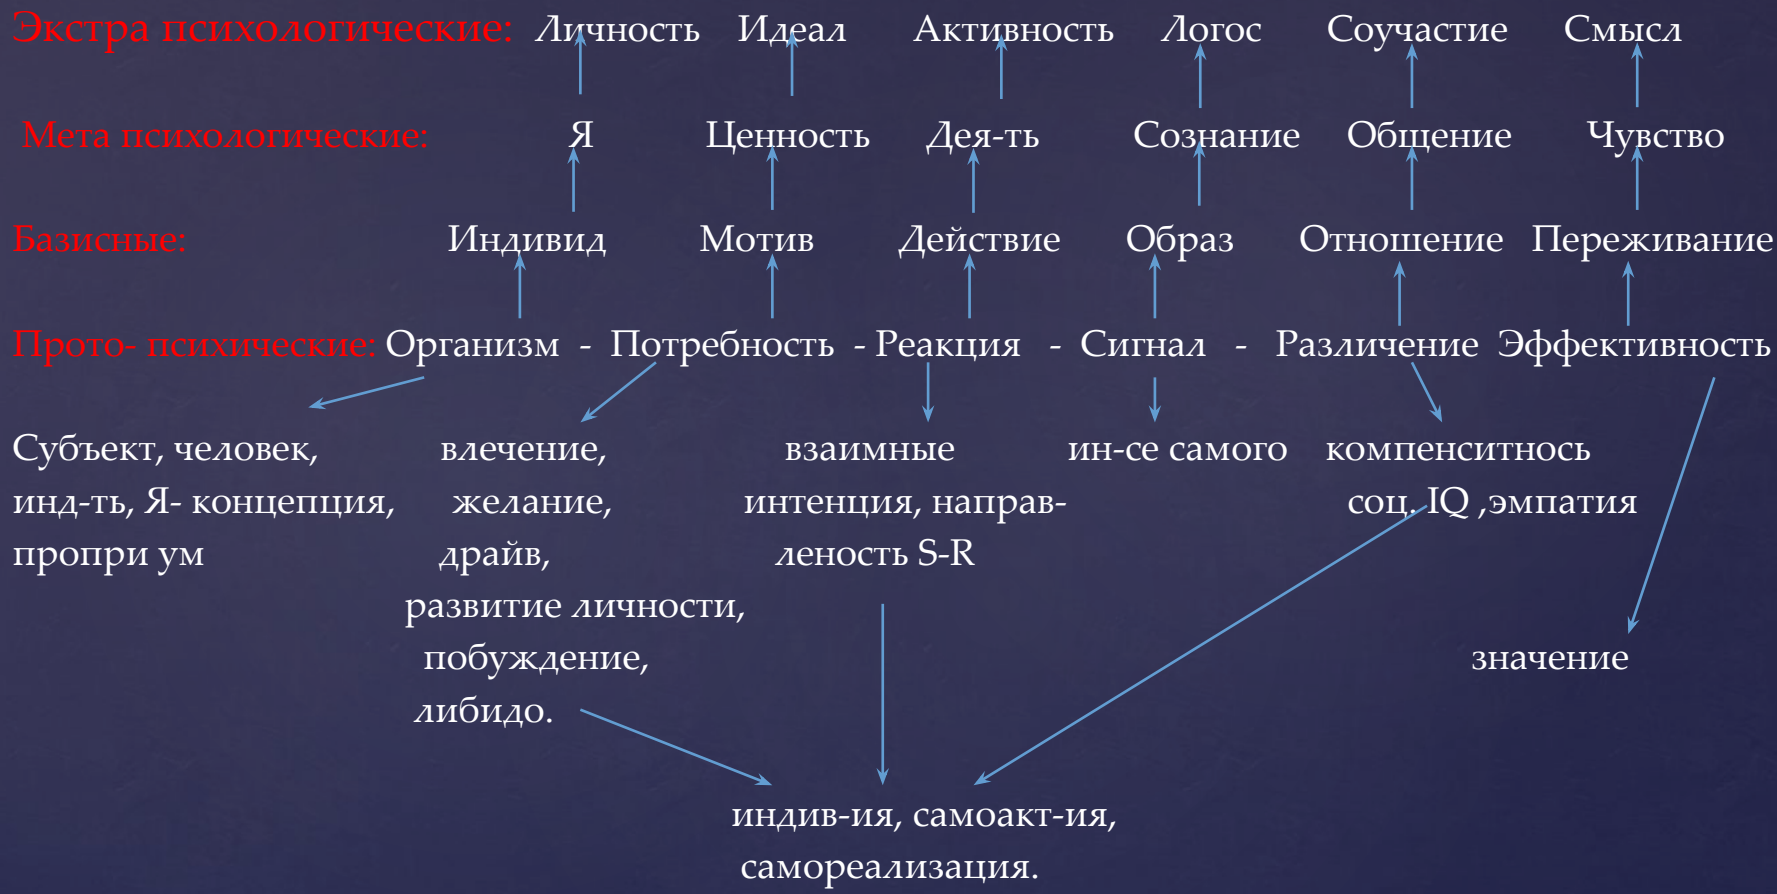 Экстра психологические: Личность Идеал Активность Логос Соучастие Смысл
Мета психологические: Я Ценность Дея-ть Сознание Общение Чувство
Базисные: Индивид Мотив Действие Образ Отношение Переживание
Прото- психические: Организм - Потребность - Реакция - Сигнал - Различение Эффективность
Субъект, человек, влечение, взаимные ин-се самого компенситнось
инд-ть, Я- концепция, желание, интенция, направ- соц. IQ ,эмпатия
пропри ум драйв, леность S-R
развитие личности,
побуждение, значение
либидо.
индив-ия, самоакт-ия,
самореализация.